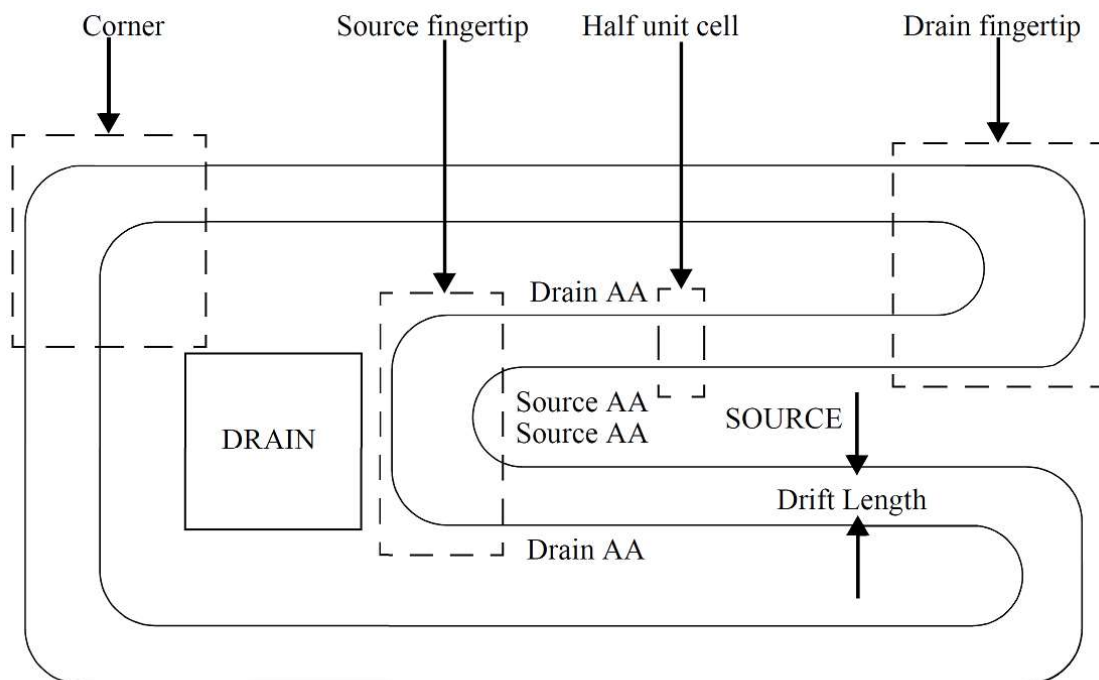 Corner
Source fingertip
Half unit cell
Drain fingertip
Drain AA
Source AA
Source AA
SOURCE
DRAIN
Drift Length
Drain AA